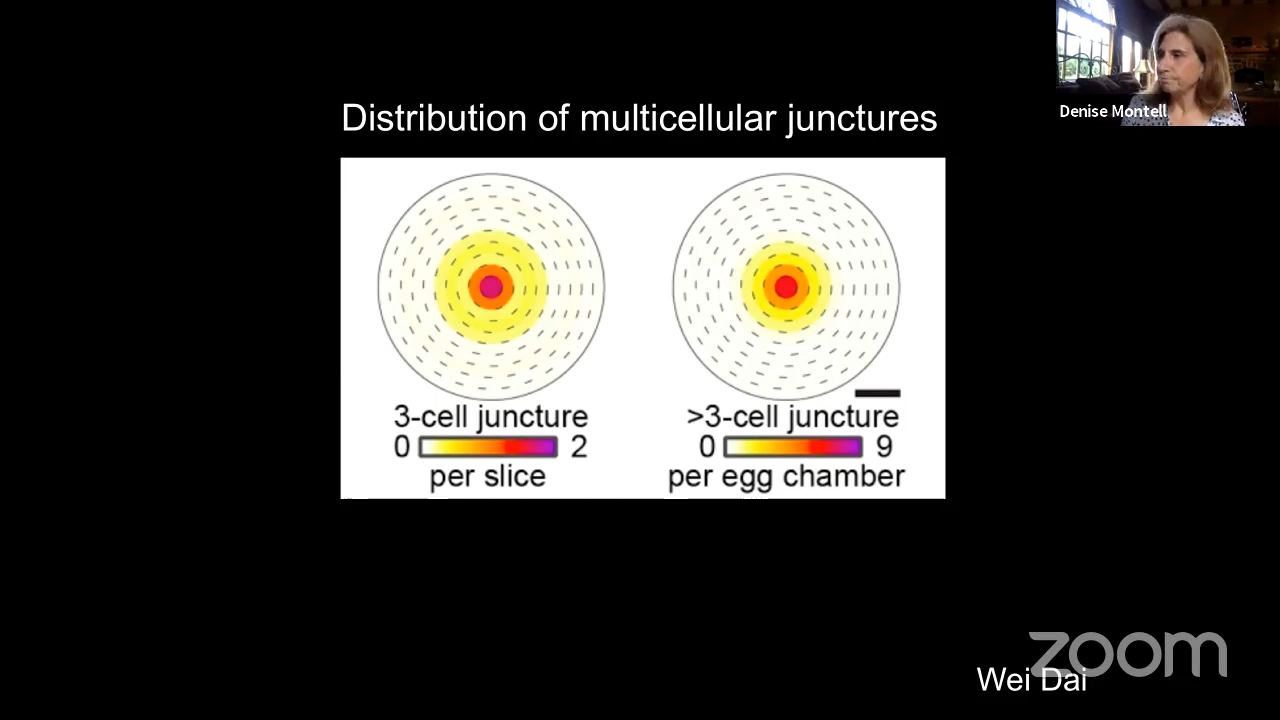 Denise Montell
Distribution of multicellular junctures
3-cell juncture
0 2
per slice
>3-cell juncture
0 9
per egg chamber
zoom
Wei Dai